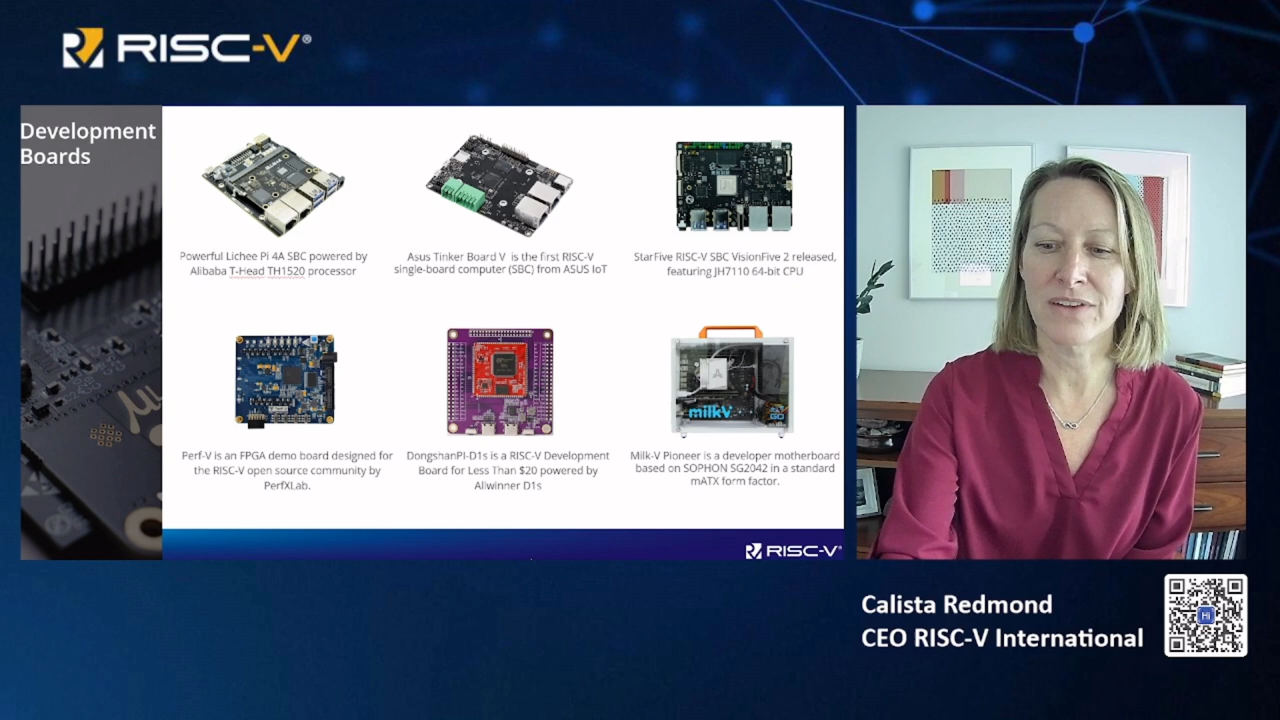 RISC-V®
Development
Boards
Powerful Lichee Pi 4A SBC powered by
Alibaba T-Head TH1520 processor
Asus Tinker Board V is the first RISC-V
single-board computer (SBC) from ASUS IoT
StarFive RISC-V SBC VisionFive 2 released,
featuring JH7110 64-bit CPU
milkV
Perf-V is an FPGA demo board designed for
the RISC-V open source community by
PerfXLab.
DongshanPI-D1s is a RISC-V Development
Board for Less Than $20 powered by
Allwinner D1s
Milk-V Pioneer is a developer motherboard
based on SOPHON SG2042 in a standard
mATX form factor.
RISC-V®
Calista Redmond
CEO RISC-V International
Hi